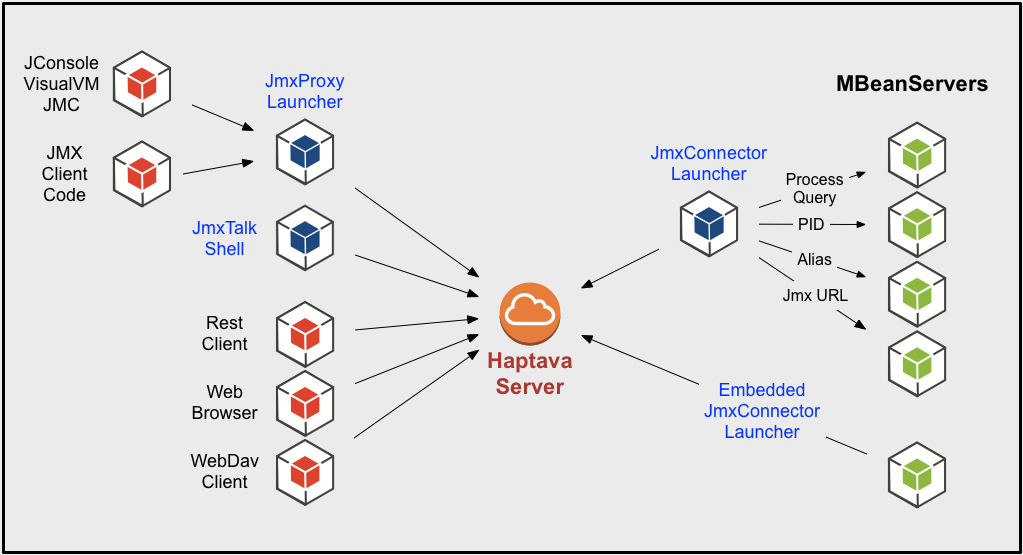 JConsole
VisualVM
JMC
JMX
Client
Code
JmxProxy
Launcher
JmxTalk
Shell
Rest
Client
Web
Browser
WebDav
Client
Haptava
Server
JmxConnector
Launcher
Process
Query
PID
Alias
Jmx URL
MBeanServers
Embedded
JmxConnector
Launcher